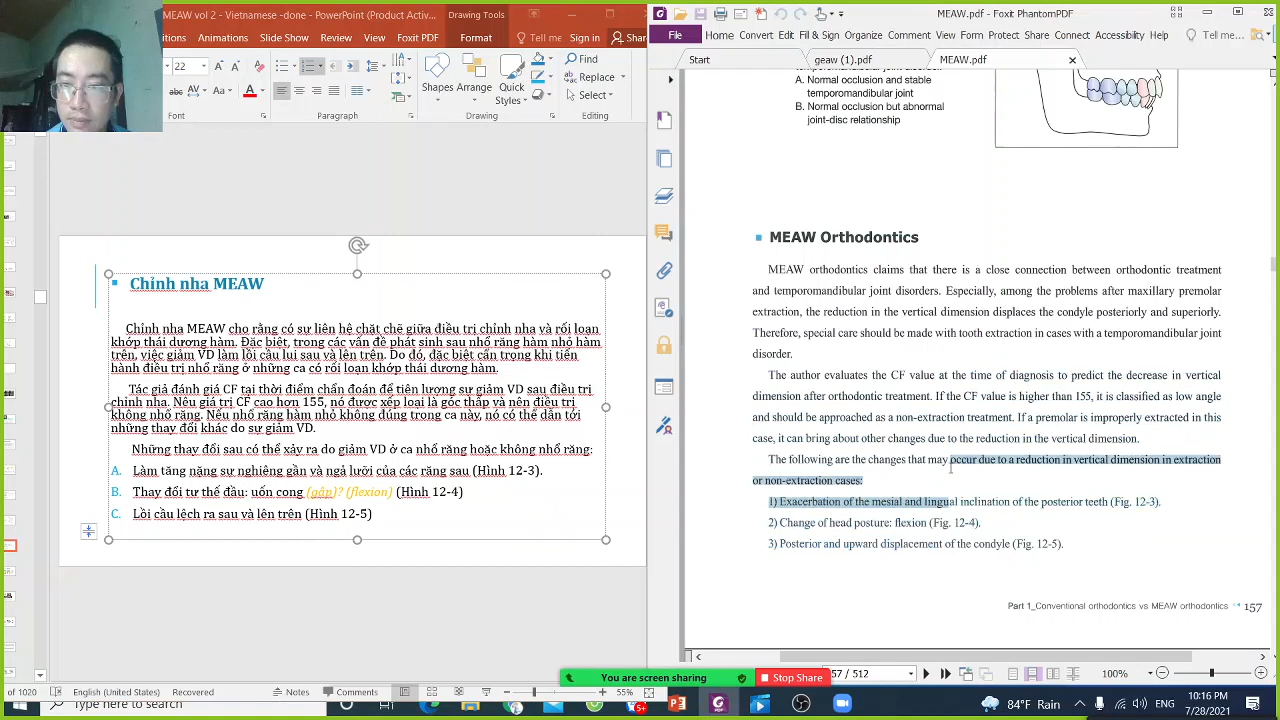 MEAW vol 2 - Vietnamese -done - PowerPoint (Product Activ...
Drawing Tools
MEAW.pdf - Foxit PhantomPDF
Animations
Slide Show
Review
View
Foxit PDF
Format
Tell me...
Sign in
Share
File
Home
Convert
Edit
Fill & Sign
Organize
Comment
View
Form
Protect
Share
Connect
Accessibility
Help
Tell me...
22
Shapes
Arrange
Quick
Styles
Find
Replace
Select
Font
Paragraph
Drawing
Editing
Start
geaw (1).pdf
MEAW.pdf
A. Normal occlusion and stable
temporomandibular joint
B. Normal occlusion but abnormal
joint-disc relationship
Chỉnh nha MEAW
Chỉnh nha MEAW cho rằng có sự liên hệ chặt chẽ giữa điều trị chỉnh nha và rối loạn
khớp thái dương hàm. Đặc biệt, trong các vấn đề phát sinh sau nhổ răng hàm nhỏ hàm
trên, việc giảm VD làm lồi cầu lui sau và lên trên. Do đó, đặc biệt cẩn trọng khi tiến
hành điều trị nhổ răng ở những ca có rối loạn khớp thái dương hàm.
Tác giả đánh giá CF tại thời điểm chẩn đoán để tiên lượng sự giảm VD sau điều trị
chỉnh nha. Nếu giá trị CF cao hơn 155, nó được xếp loại là góc thấp và nên điều trị
không nhổ răng. Nếu nhổ răng hàm nhỏ không đúng trong ca này, nó có thể dẫn tới
những thay đổi khác do sự giảm VD.
Những thay đổi sau có thể xảy ra do giảm VD ở ca nhổ răng hoặc không nhổ răng:
A. Làm tăng nặng sự nghiêng gần và ngả lưỡi của các răng sau (Hình 12-3).
B. Thay đổi tư thế đầu: uốn cong (gập)? (flexion) (Hình 12-4)
C. Lồi cầu lệch ra sau và lên trên (Hình 12-5)
MEAW Orthodontics
MEAW orthodontics claims that there is a close connection between orthodontic treatment
and temporomandibular joint disorders. Especially, among the problems after maxillary premolar
extraction, the reduction in the vertical dimension displaces the condyle posteriorly and superiorly.
Therefore, special care should be made with tooth extraction in cases with a temporomandibular joint
disorder.
The author evaluates the CF value at the time of diagnosis to predict the decrease in vertical
dimension after orthodontic treatment. If the CF value is higher than 155, it is classified as low angle
and should be approached as a non-extraction treatment. If a premolar is improperly extracted in this
case, it can bring about other changes due to the reduction in the vertical dimension.
The following are the changes that may occur due to a reduction in vertical dimension in extraction
or non-extraction cases:
1) Exacerbation of the mesial and lingual inclination of the posterior teeth (Fig. 12-3).
2) Change of head posture: flexion (Fig. 12-4).
3) Posterior and upward displacement of the condyle (Fig. 12-5).
Part 1_Conventional orthodontics vs MEAW orthodontics 157
You are screen sharing
Stop Share
57 / 512
100%
of 1020
English (United States)
Recovered
Notes
Comments
55%
Type here to search
5+
84°F Rain
10:16 PM
7/28/2021